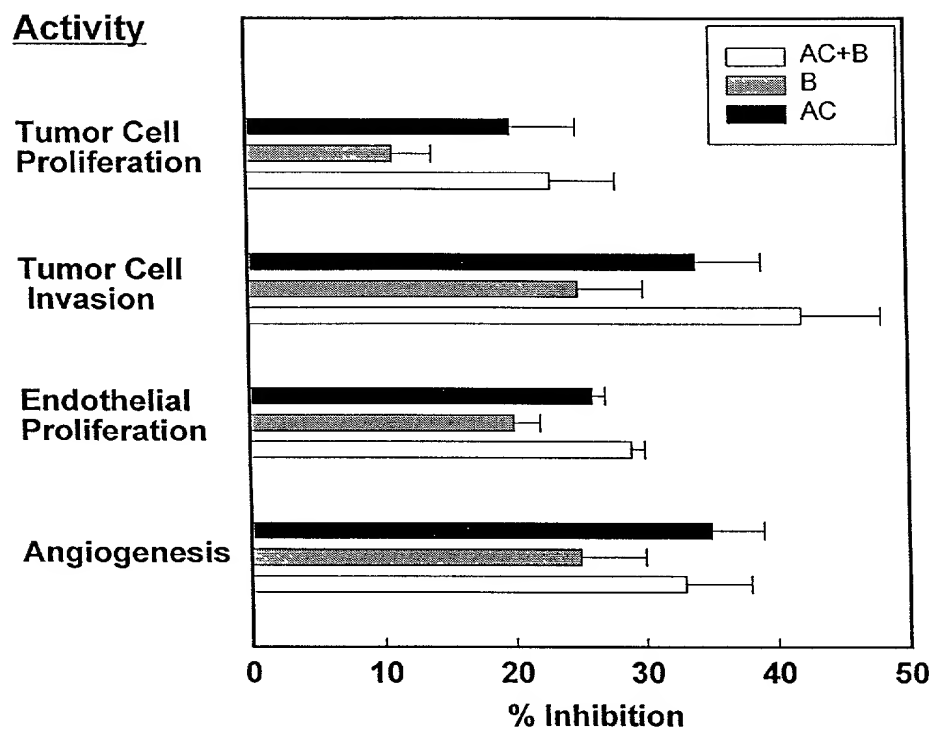 Activity
AC+B
B
AC
Tumor Cell
Proliferation
Tumor Cell
Invasion
Endothelial
Proliferation
Angiogenesis
0 10 20 30 40 50
% Inhibition